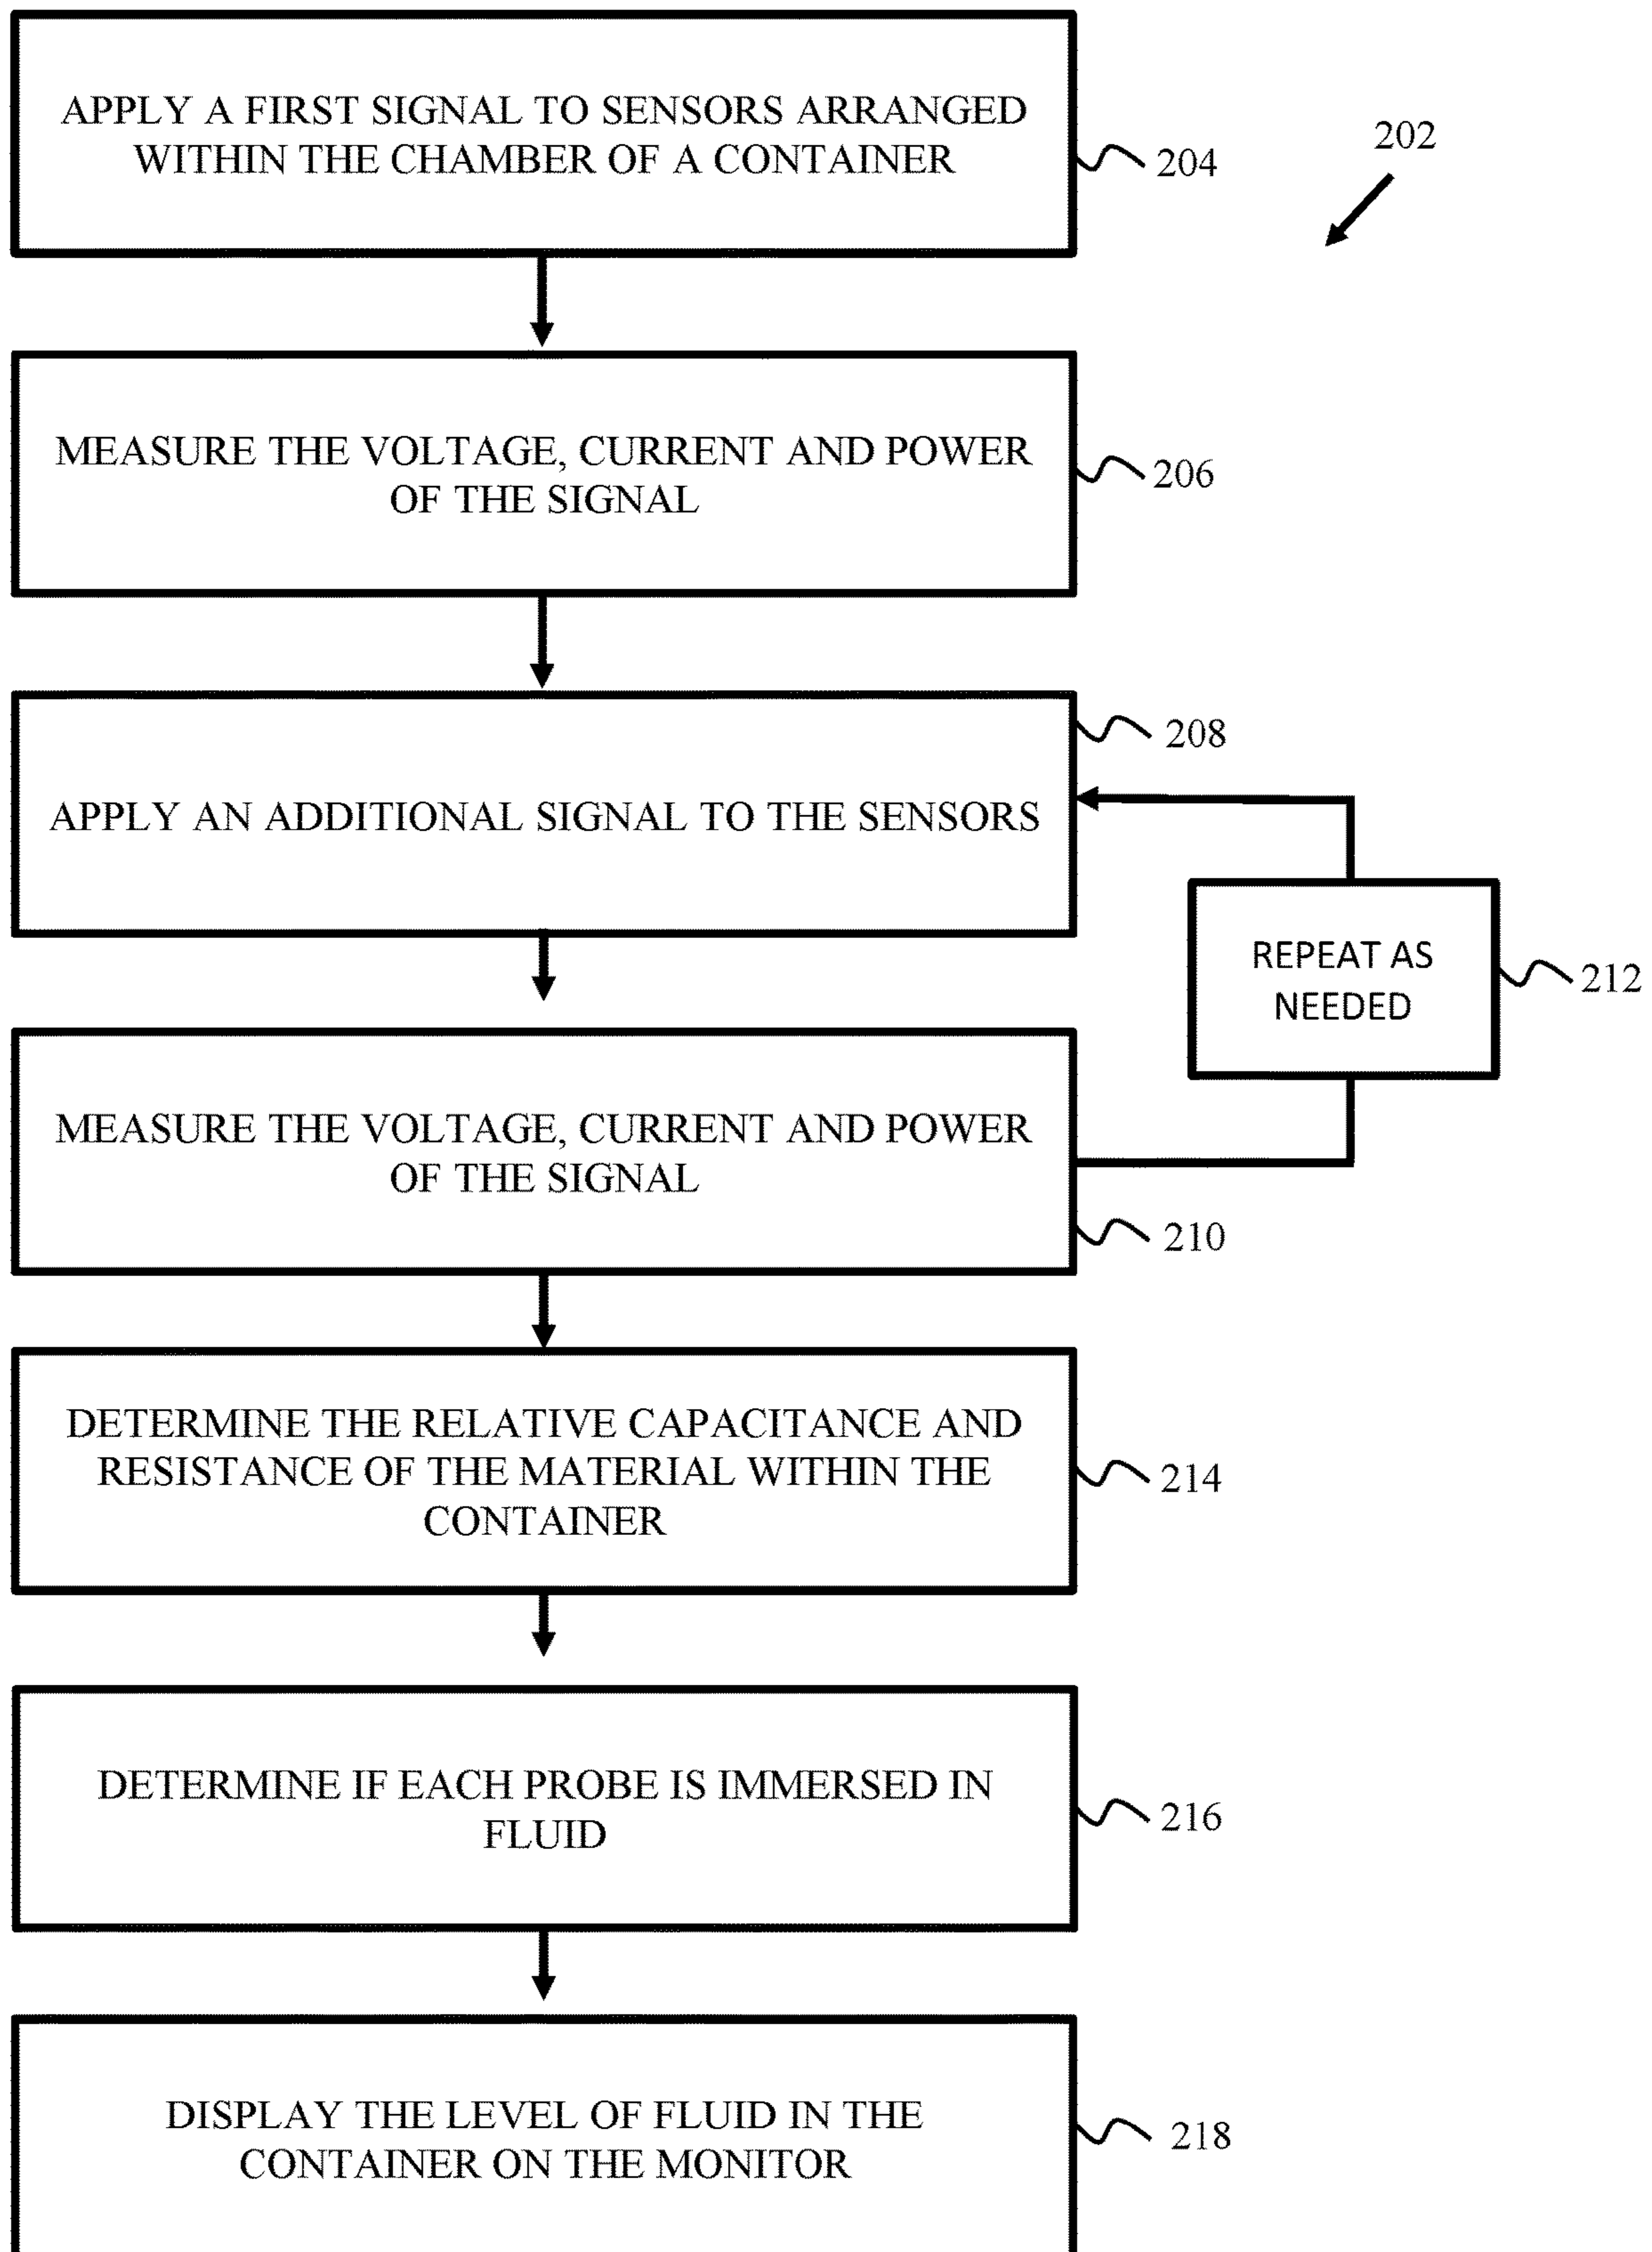 APPLY A FIRST SIGNAL TO SENSORS ARRANGED
WITHIN THE CHAMBER OF A CONTAINER
204
202
MEASURE THE VOLTAGE, CURRENT AND POWER
OF THE SIGNAL
206
208
APPLY AN ADDITIONAL SIGNAL TO THE SENSORS
REPEAT AS
NEEDED
212
MEASURE THE VOLTAGE, CURRENT AND POWER
OF THE SIGNAL
210
DETERMINE THE RELATIVE CAPACITANCE AND
RESISTANCE OF THE MATERIAL WITHIN THE
CONTAINER
214
DETERMINE IF EACH PROBE IS IMMERSED IN
FLUID
216
DISPLAY THE LEVEL OF FLUID IN THE
CONTAINER ON THE MONITOR
218